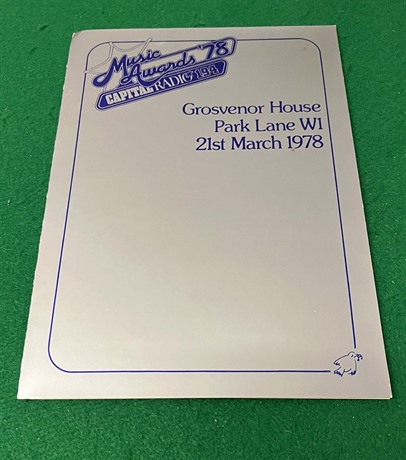 Music
Awards '78
CAPITAL RADIO 194
Grosvenor House
Park Lane W1
21st March 1978